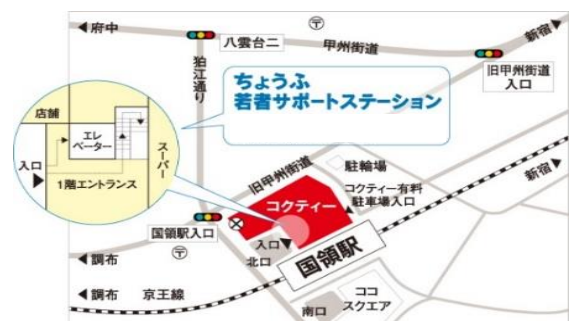 ◀府中
八雲台二
〒
甲州街道
新宿▶
旧甲州街道
入口
狛江通り
ちょうふ
若者サポートステーション
店舗
エレ
ベーター
スーパー
入口
1階エントランス
旧甲州街道
駐輪場
コクティー有料
駐車場入口
新宿▶
コクティー
国領駅入口
〒
入口
北口
国領駅
◀調布
◀調布 京王線
南口
ココ
スクエア